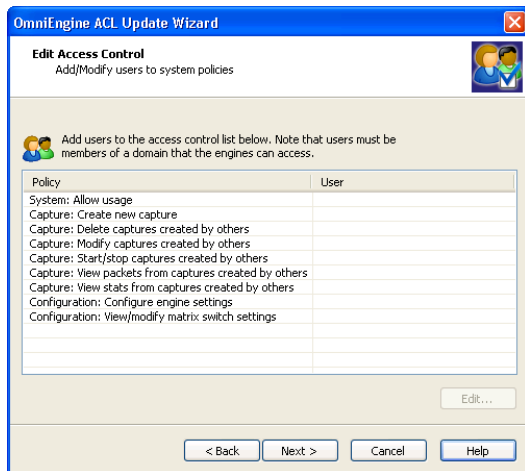 OmniEngine ACL Update Wizard
Edit Access Control
Add/Modify users to system policies
Add users to the access control list below. Note that users must be
members of a domain that the engines can access.
Policy User
System: Allow usage
Capture: Create new capture
Capture: Delete captures created by others
Capture: Modify captures created by others
Capture: Start/stop captures created by others
Capture: View packets from captures created by others
Capture: View stats from captures created by others
Configuration: Configure engine settings
Configuration: View/modify matrix switch settings
Edit...
< Back Next > Cancel Help